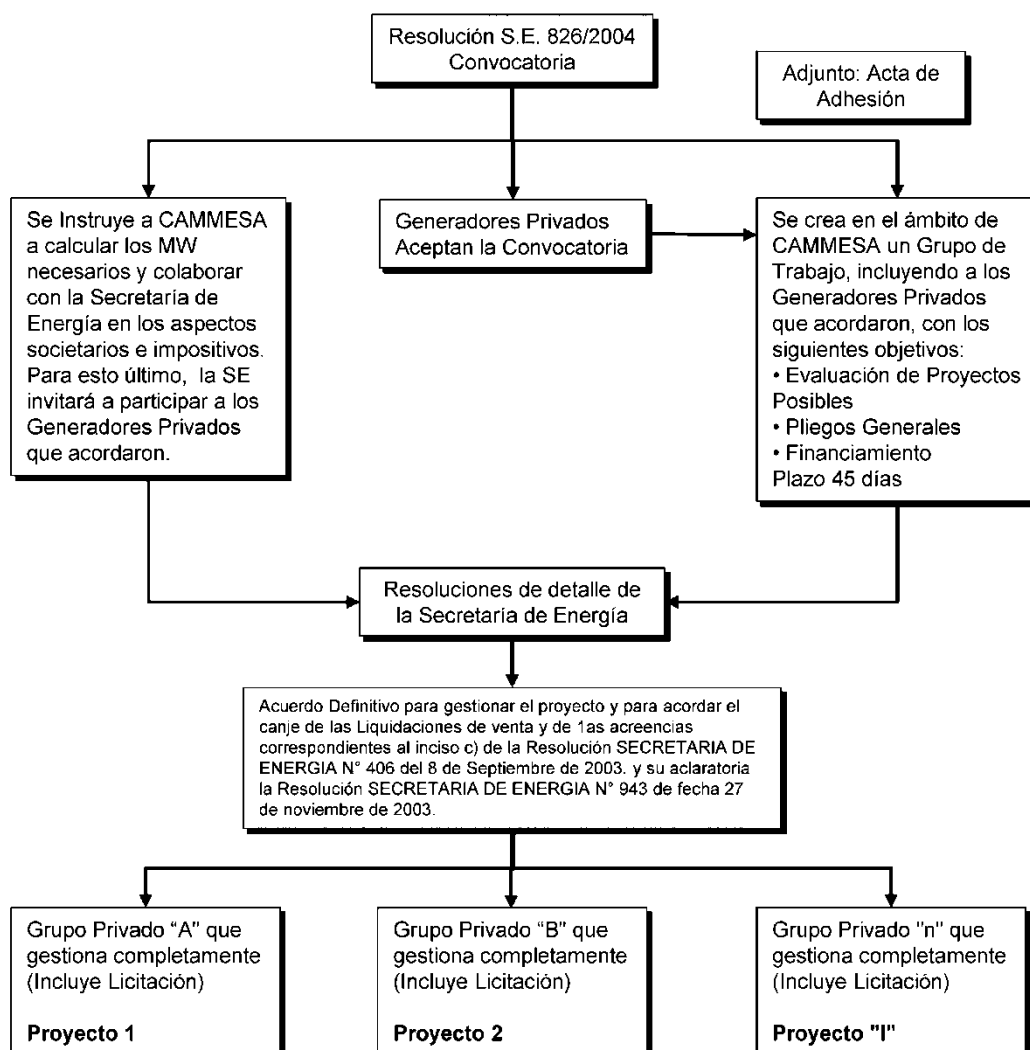 Resolución S.E. 826/2004
Convocatoria
Adjunto: Acta de
Adhesión
Se Instruye a CAMMESA
a calcular los MW
necesarios y colaborar
con la Secretaría de
Energía en los aspectos
societarios e impositivos.
Para esto último, la SE
invitará a participar a los
Generadores Privados
que acordaron.
Generadores Privados
Aceptan la Convocatoria
Se crea en el ámbito de
CAMMESA un Grupo de
Trabajo, incluyendo a los
Generadores Privados
que acordaron, con los
siguientes objetivos:
• Evaluación de Proyectos
Posibles
• Pliegos Generales
• Financiamiento
Plazo 45 días
Resoluciones de detalle de
la Secretaría de Energía
Acuerdo Definitivo para gestionar el proyecto y para acordar el
canje de las Liquidaciones de venta y de 1as acreencias
correspondientes al inciso c) de la Resolución SECRETARIA DE
ENERGIA N° 406 del 8 de Septiembre de 2003. y su aclaratoria
la Resolución SECRETARIA DE ENERGIA N° 943 de fecha 27
de noviembre de 2003.
Grupo Privado “A” que
gestiona completamente
(Incluye Licitación)
Proyecto 1
Grupo Privado “B” que
gestiona completamente
(Incluye Licitación)
Proyecto 2
Grupo Privado "n" que
gestiona completamente
(Incluye Licitación)
Proyecto "I"